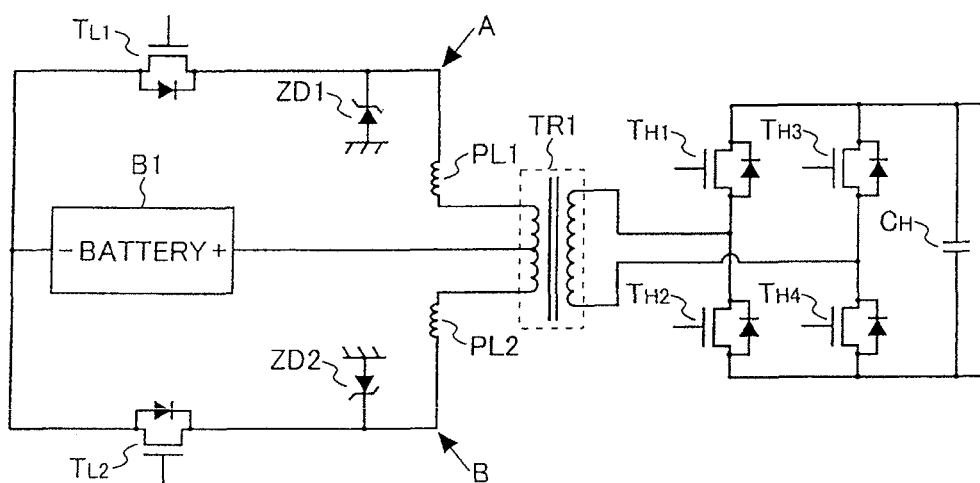 TL1
A
ZD1
TR1
TH1
TH3
B1
PL1
- BATTERY +
CH
TH2
TH4
PL2
ZD2
TL2
B